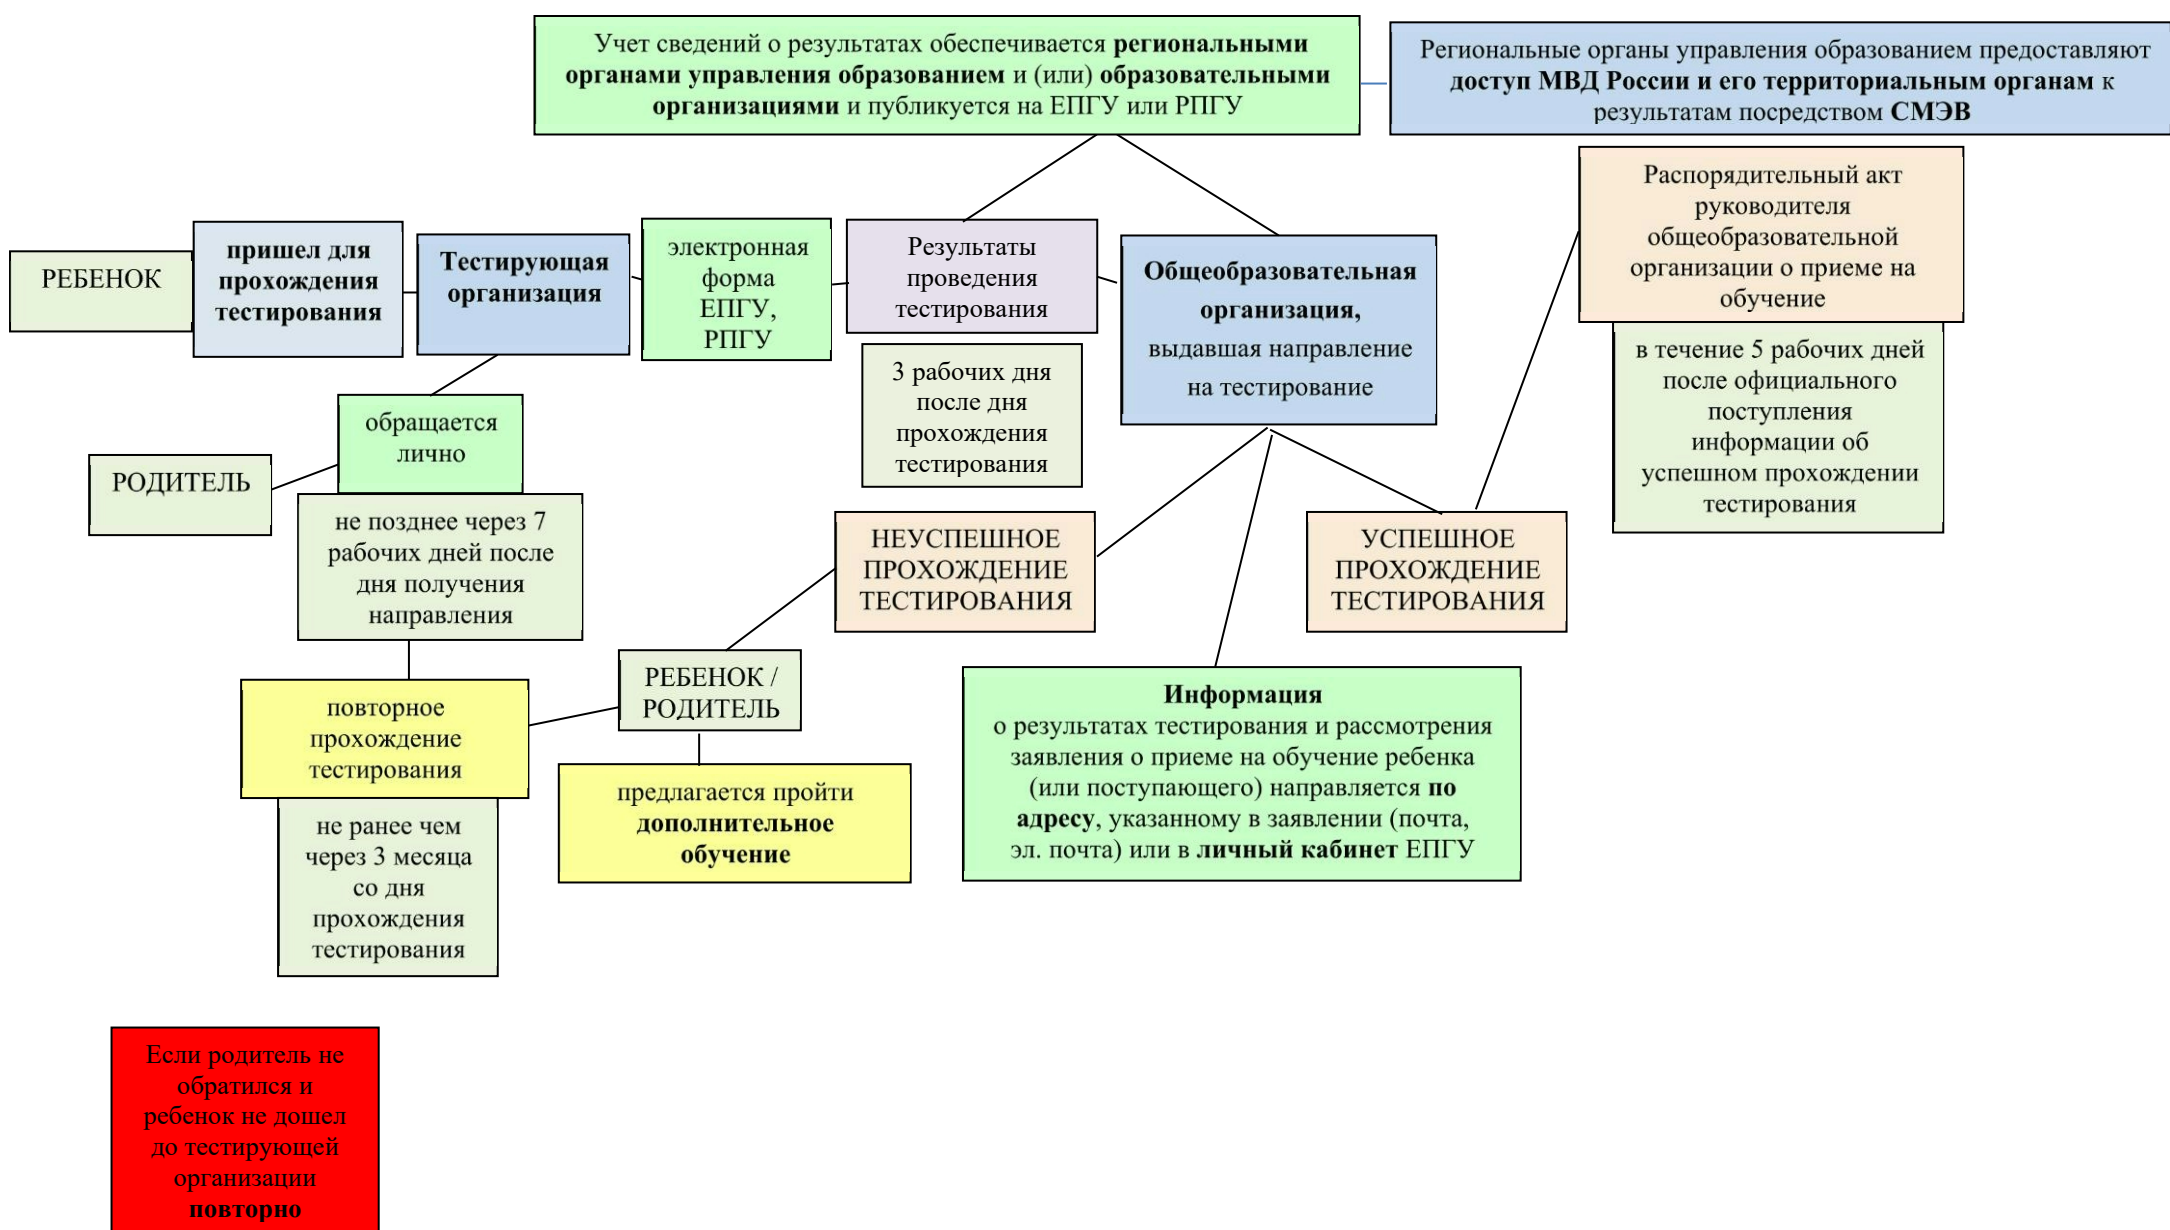 Учет сведений о результатах обеспечивается региональными
органами управления образованием и (или) образовательными
организациями и публикуется на ЕПГУ или РПГУ
Региональные органы управления образованием предоставляют
доступ МВД России и его территориальным органам к
результатам посредством СМЭВ
РЕБЕНОК
пришел для
прохождения
тестирования
Тестирующая
организация
электронная
форма
ЕПГУ,
РПГУ
Результаты
проведения
тестирования
3 рабочих дня
после дня
прохождения
тестирования
Общеобразовательная
организация,
выдавшая направление
на тестирование
Распорядительный акт
руководителя
общеобразовательной
организации о приеме на
обучение
в течение 5 рабочих дней
после официального
поступления
информации об
успешном прохождении
тестирования
РОДИТЕЛЬ
обращается
лично
не позднее через 7
рабочих дней после
дня получения
направления
НЕУСПЕШНОЕ
ПРОХОЖДЕНИЕ
ТЕСТИРОВАНИЯ
УСПЕШНОЕ
ПРОХОЖДЕНИЕ
ТЕСТИРОВАНИЯ
повторное
прохождение
тестирования
не ранее чем
через 3 месяца
со дня
прохождения
тестирования
РЕБЕНОК /
РОДИТЕЛЬ
предлагается пройти
дополнительное
обучение
Информация
о результатах тестирования и рассмотрения
заявления о приеме на обучение ребенка
(или поступающего) направляется по
адресу, указанному в заявлении (почта,
эл. почта) или в личный кабинет ЕПГУ
Если родитель не
обратился и
ребенок не дошел
до тестирующей
организации
повторно